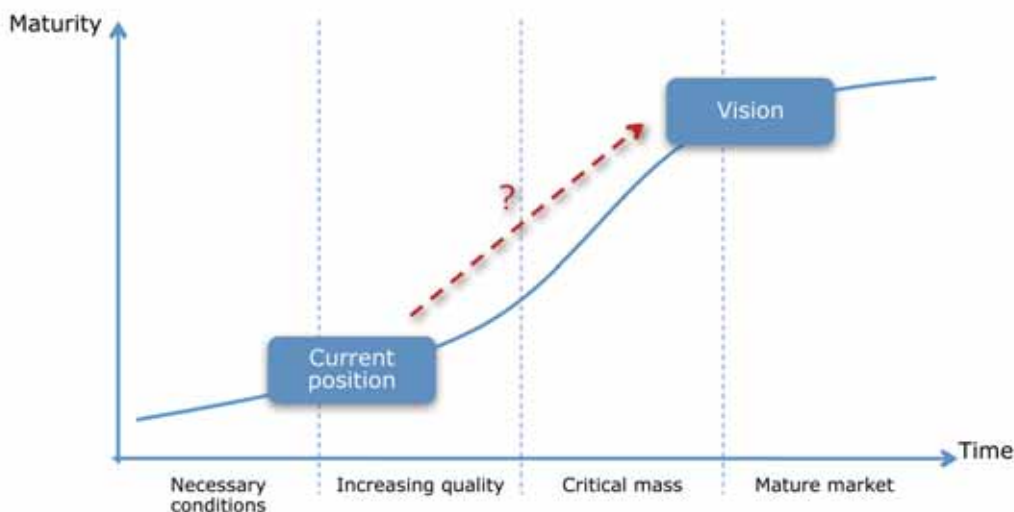 Maturity
Vision
?
Current
position
Time
Necessary
conditions
Increasing quality
Critical mass
Mature market